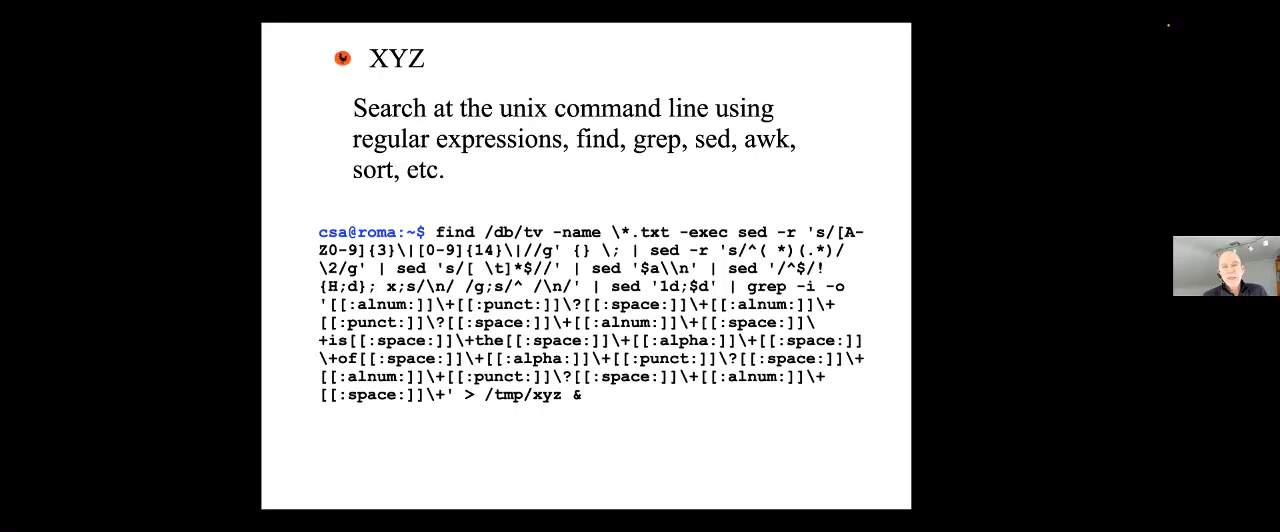 XYZ
Search at the unix command line using
regular expressions, find, grep, sed, awk,
sort, etc.
csa@roma:~$ find /db/tv -name \*.txt -exec sed -r 's/[A-
Z0-9]{3}\|[0-9]{14}\|//g' {} \; | sed -r 's/^( *)(.*)/
\2/g' | sed 's/[ \t]*$//' | sed '$a\\n' | sed '/^$/!
{H;d}; x;s/\n/ /g;s/^ /\n/' | sed '1d;$d' | grep -i -o
'[[:alnum:]]\+[[:punct:]]\?[[:space:]]\+[[:alnum:]]\+
[[:punct:]]\?[[:space:]]\+[[:alnum:]]\+[[:space:]]\
+is[[:space:]]\+the[[:space:]]\+[[:alpha:]]\+[[:space:]]
\+of[[:space:]]\+[[:alpha:]]\+[[:punct:]]\?[[:space:]]\+
[[:alnum:]]\+[[:punct:]]\?[[:space:]]\+[[:alnum:]]\+
[[:space:]]\+' > /tmp/xyz &